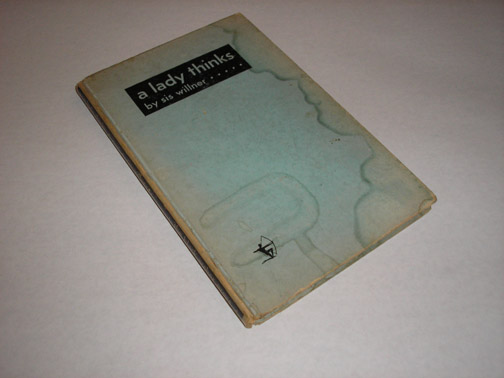 a lady thinks
by sis willner.....